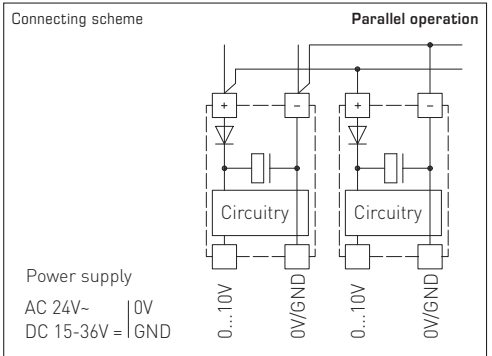 Connecting scheme
Parallel operation
+ − + −
Circuitry Circuitry
Power supply
AC 24V~ | 0V
DC 15-36V = | GND
0...10V
0V/GND
0...10V
0V/GND